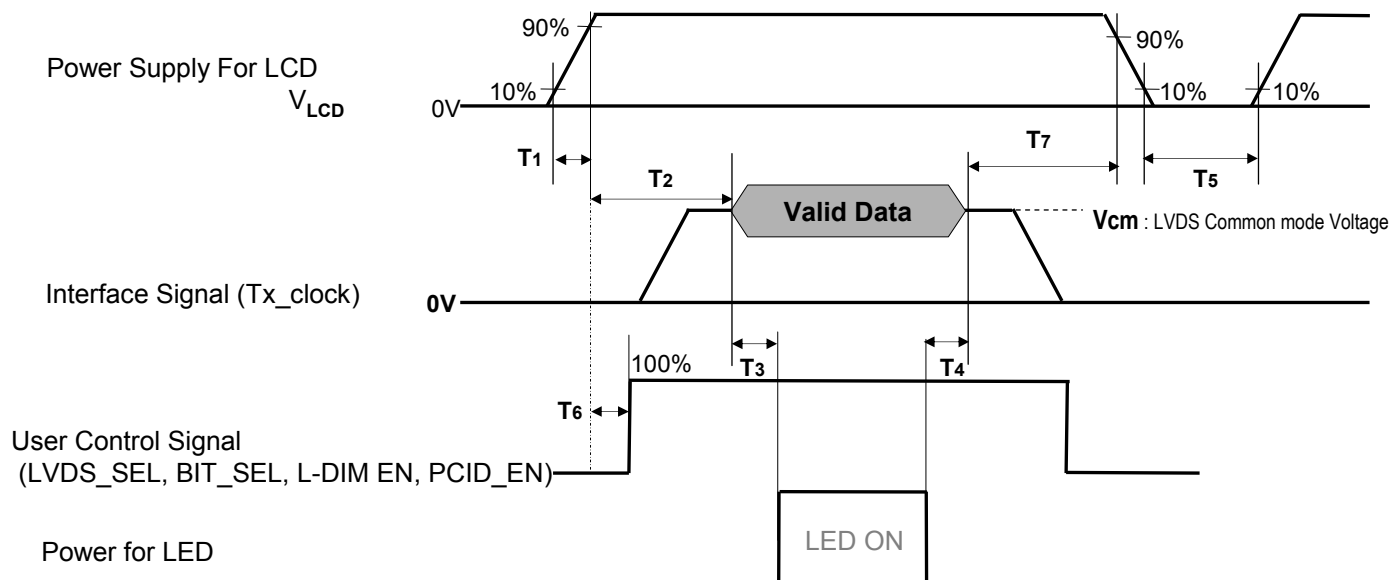 90%
90%
Power Supply For LCD
10%
10%
10%
VLCD
0V
T1
T7
T2
T5
Valid Data
Vcm : LVDS Common mode Voltage
Interface Signal (Tx_clock)
0V
100%
T3
T4
T6
User Control Signal
(LVDS_SEL, BIT_SEL, L-DIM EN, PCID_EN)
LED ON
Power for LED